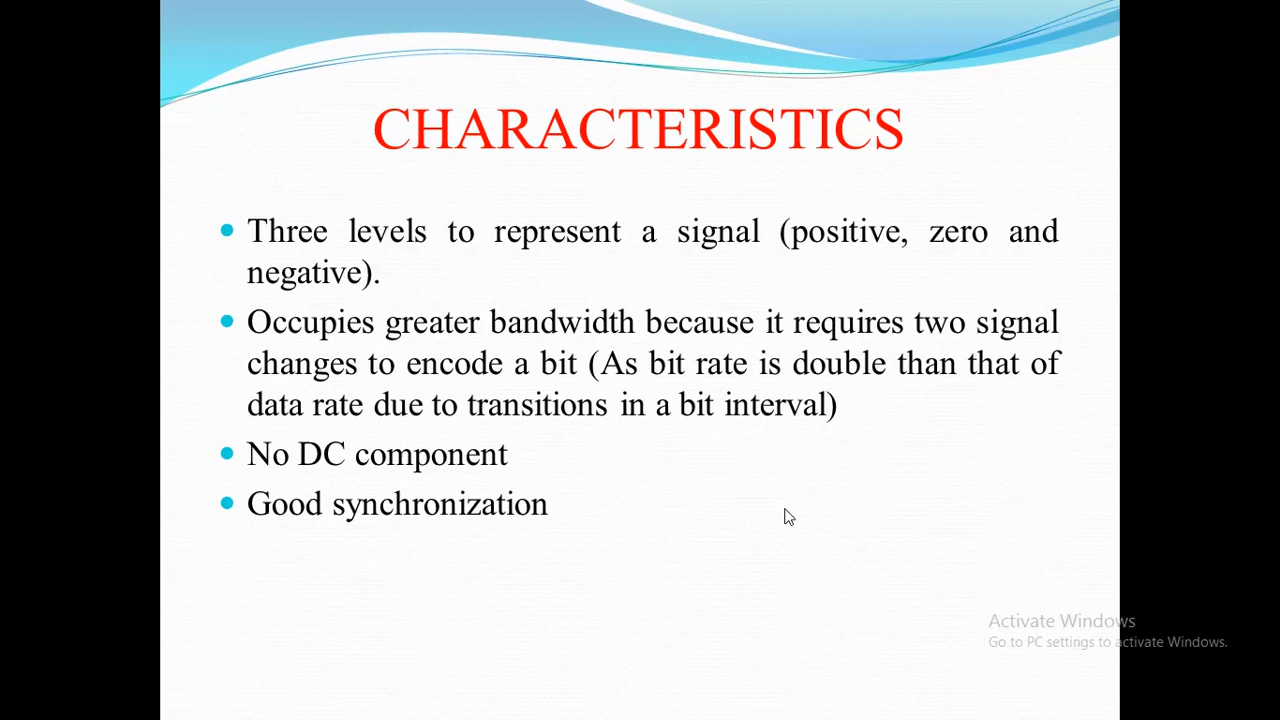 CHARACTERISTICS
• Three levels to represent a signal (positive, zero and
negative).
• Occupies greater bandwidth because it requires two signal
changes to encode a bit (As bit rate is double than that of
data rate due to transitions in a bit interval)
• No DC component
• Good synchronization
Activate Windows
Go to PC settings to activate Windows.